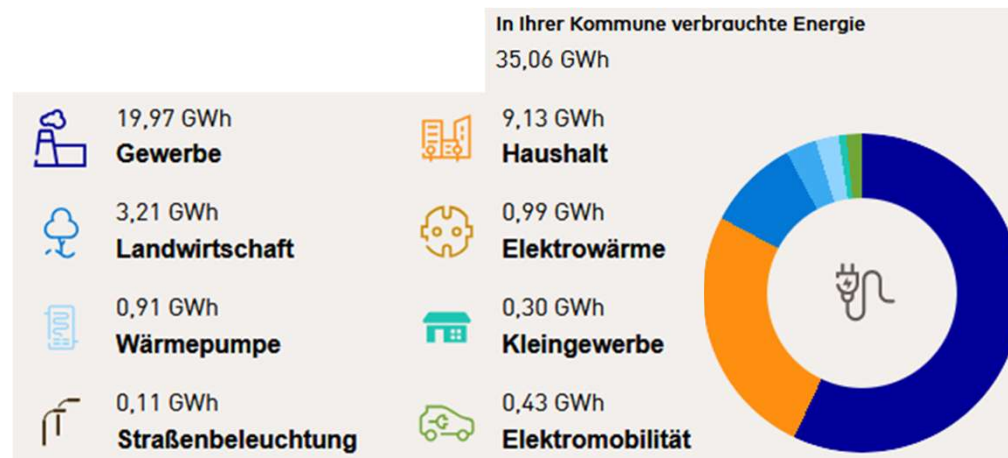 In Ihrer Kommune verbrauchte Energie
35,06 GWh
19,97 GWh
Gewerbe
9,13 GWh
Haushalt
3,21 GWh
Landwirtschaft
0,99 GWh
Elektrowärme
0,91 GWh
Wärmepumpe
0,30 GWh
Kleingewerbe
0,11 GWh
Straßenbeleuchtung
0,43 GWh
Elektromobilität